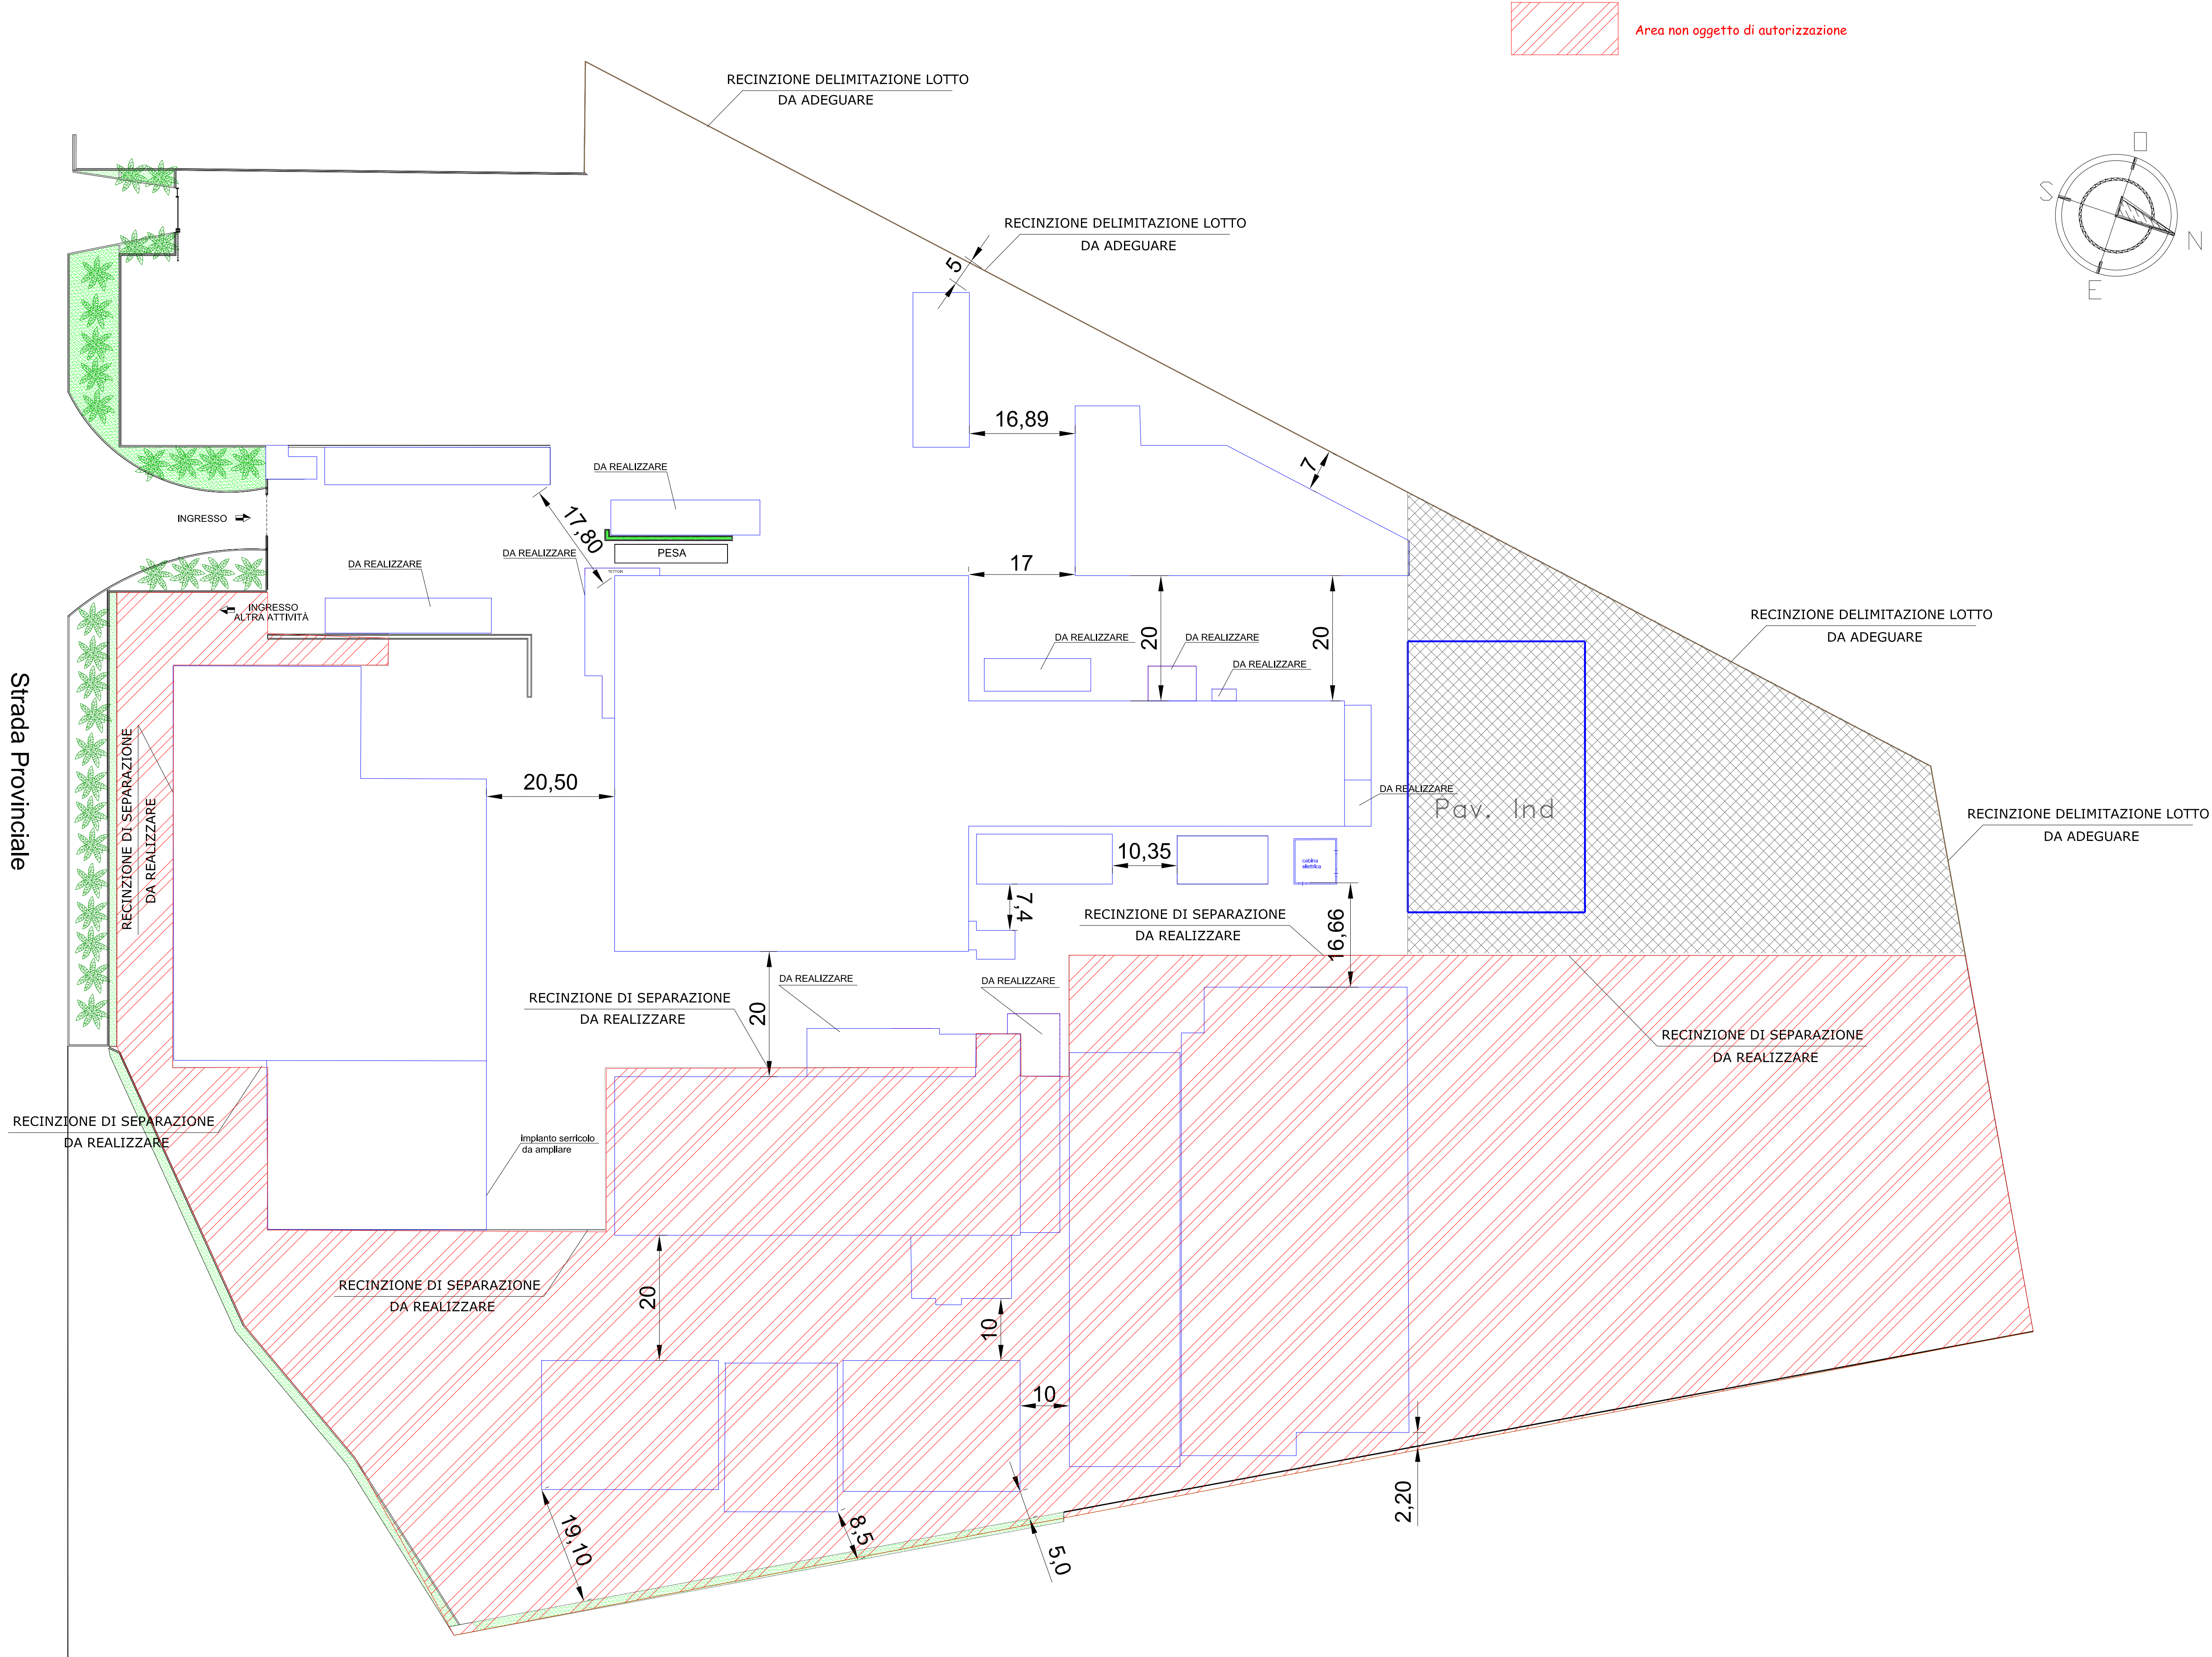 Area non oggetto di autorizzazione
RECINZIONE DELIMITAZIONE LOTTO
DA ADEGUARE
O
S
N
E
RECINZIONE DELIMITAZIONE LOTTO
DA ADEGUARE
5
16,89
7
DA REALIZZARE
17,80
INGRESSO
PESA
DA REALIZZARE
TETTOIA
DA REALIZZARE
17
INGRESSO
ALTRA ATTIVITÀ
20
20
DA REALIZZARE
DA REALIZZARE
DA REALIZZARE
RECINZIONE DELIMITAZIONE LOTTO
DA ADEGUARE
Strada Provinciale
RECINZIONE DI SEPARAZIONE
DA REALIZZARE
20,50
DA REALIZZARE
Pav. Ind
RECINZIONE DELIMITAZIONE LOTTO
DA ADEGUARE
10,35
cabina
elettrica
7,4
RECINZIONE DI SEPARAZIONE
DA REALIZZARE
16,66
DA REALIZZARE
DA REALIZZARE
RECINZIONE DI SEPARAZIONE
DA REALIZZARE
20
RECINZIONE DI SEPARAZIONE
DA REALIZZARE
RECINZIONE DI SEPARAZIONE
DA REALIZZARE
Impianto serricolo
da ampliare
RECINZIONE DI SEPARAZIONE
DA REALIZZARE
20
10
10
19,10
8,5
5,0
2,20